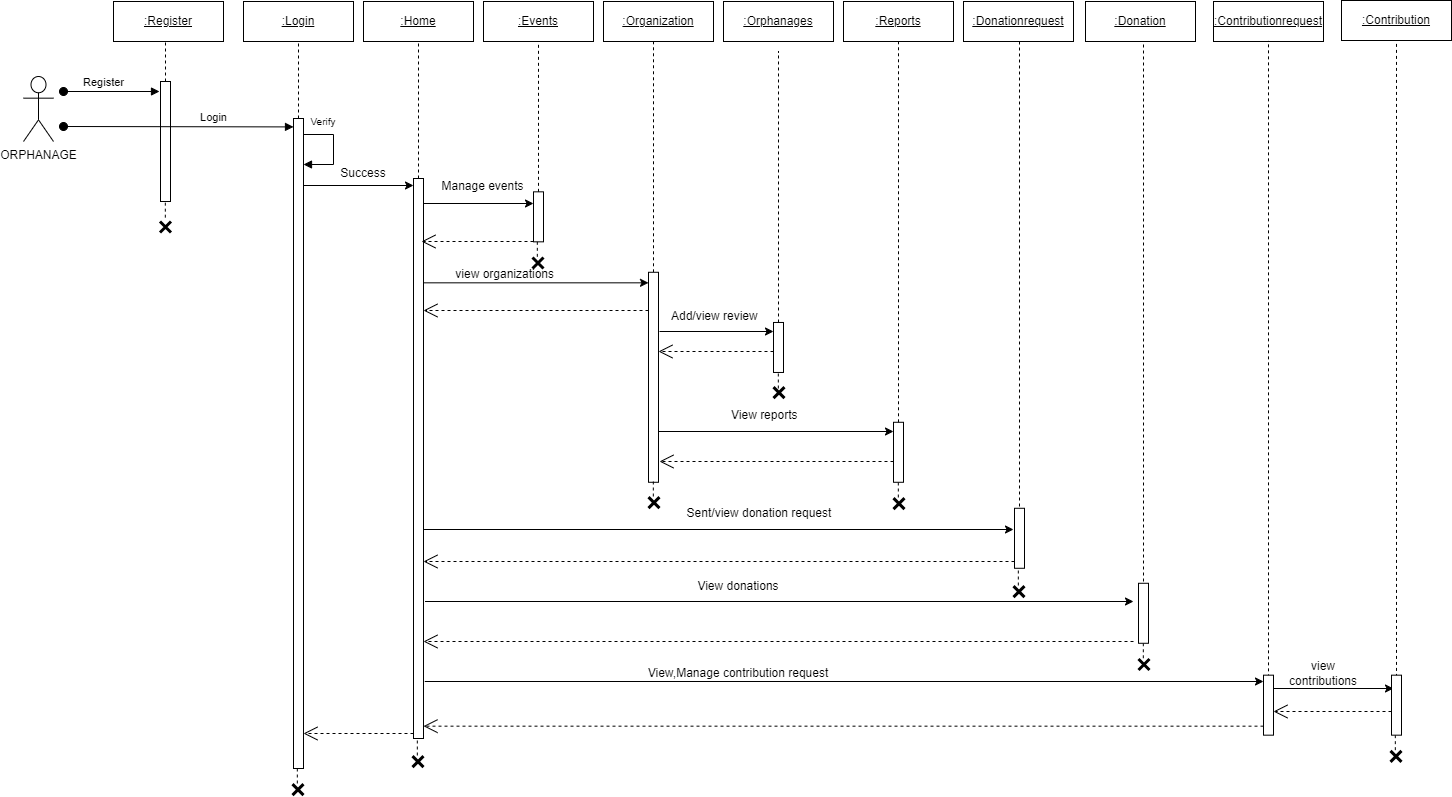 :Register
:Login
:Home
:Events
:Organization
:Orphanages
:Reports
:Donationrequest
:Donation
:Contributionrequest
:Contribution
Register
Login
Verify
ORPHANAGE
Success
Manage events
view organizations
Add/view review
View reports
Sent/view donation request
View donations
View,Manage contribution request
view
contributions